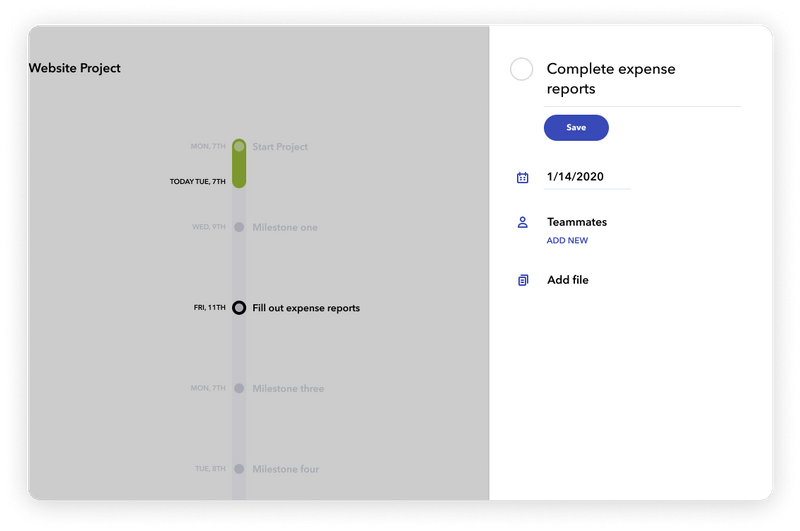 Website Project
MON, 7TH
Start Project
TODAY TUE, 7TH
WED, 9TH
Milestone one
FRI, 11TH
Fill out expense reports
MON, 7TH
Milestone three
TUE, 8TH
Milestone four
Complete expense
reports
Save
1/14/2020
Teammates
ADD NEW
Add file